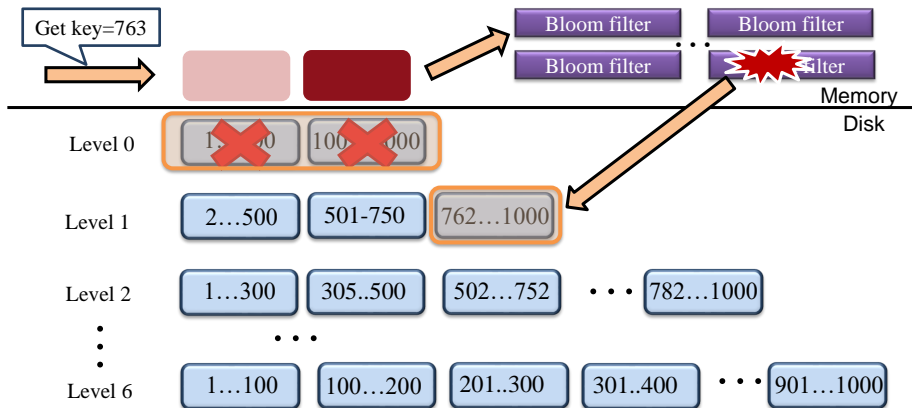 Get key=763
Bloom filter Bloom filter
...
Bloom filter filter
Memory
Disk
Level 0
Level 1 2…500 501-750 762…1000
Level 2 1…300 305..500 502…752 ... 782…1000
...
Level 6 1…100 100…200 201..300 301..400 ... 901…1000